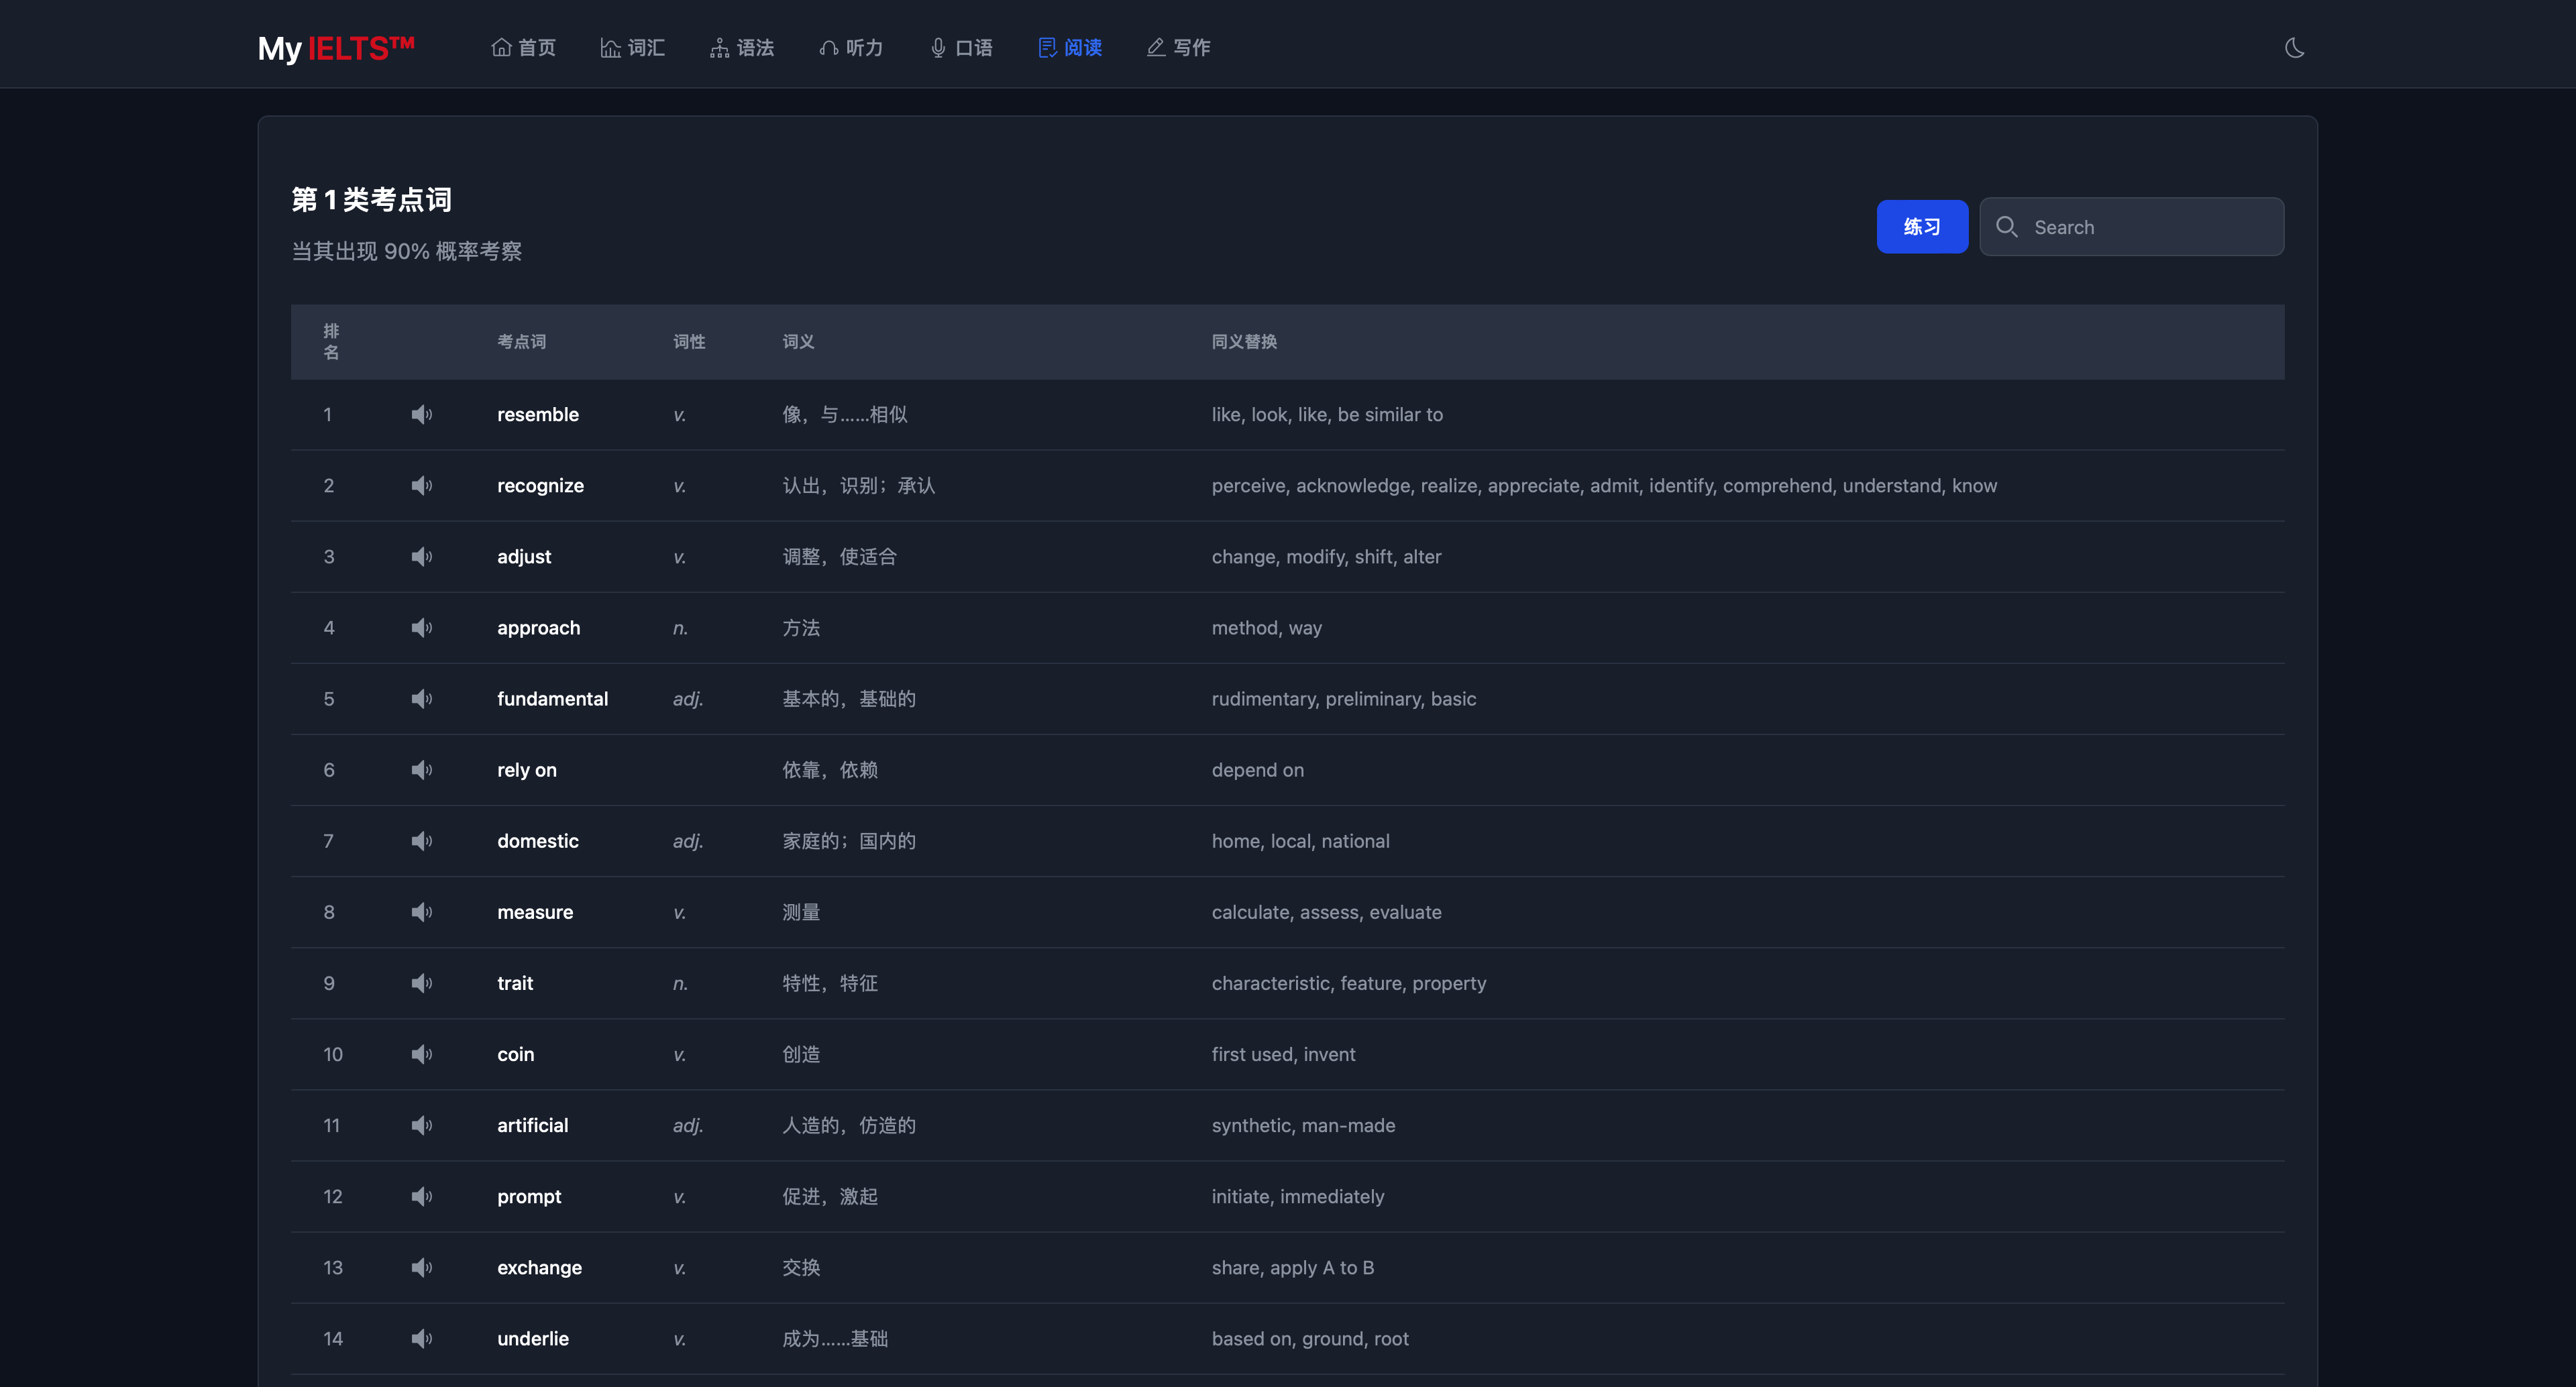 My IELTS™ 首页 词汇 语法 听力 口语 阅读 写作
第 1 类考点词
当其出现 90% 概率考察
练习 Search
排名 考点词 词性 词义 同义替换
1 resemble v. 像，与……相似 like, look, like, be similar to
2 recognize v. 认出，识别；承认 perceive, acknowledge, realize, appreciate, admit, identify, comprehend, understand, know
3 adjust v. 调整，使适合 change, modify, shift, alter
4 approach n. 方法 method, way
5 fundamental adj. 基本的，基础的 rudimentary, preliminary, basic
6 rely on 依靠，依赖 depend on
7 domestic adj. 家庭的；国内的 home, local, national
8 measure v. 测量 calculate, assess, evaluate
9 trait n. 特性，特征 characteristic, feature, property
10 coin v. 创造 first used, invent
11 artificial adj. 人造的，仿造的 synthetic, man-made
12 prompt v. 促进，激起 initiate, immediately
13 exchange v. 交换 share, apply A to B
14 underlie v. 成为……基础 based on, ground, root